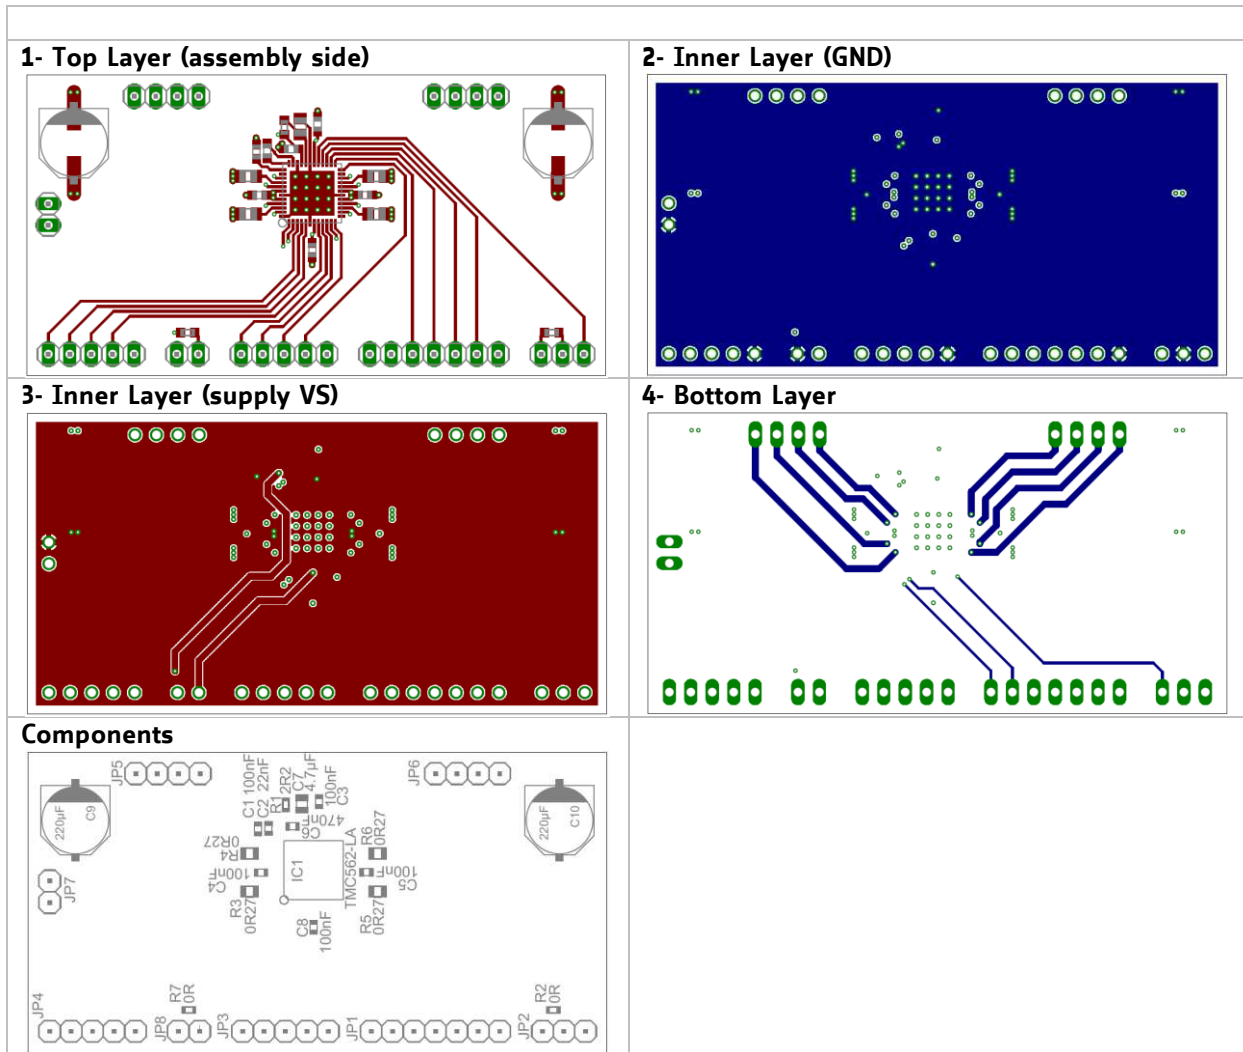 1- Top Layer (assembly side)
2- Inner Layer (GND)
3- Inner Layer (supply VS)
4- Bottom Layer
Components
JP5
JP6
C1 100nF
C2 22nF
R1 2R2
C7 4.7µF
100nF C3
C6 470nF
220µF C9
220µF C10
R4 0R27
R6 0R27
C4 100nF
C5 100nF
IC1
TMC562-LA
JP7
R3 0R27
R5 0R27
C8 100nF
JP4
R7 0R
JP8
JP3
JP1
JP2
R2 0R